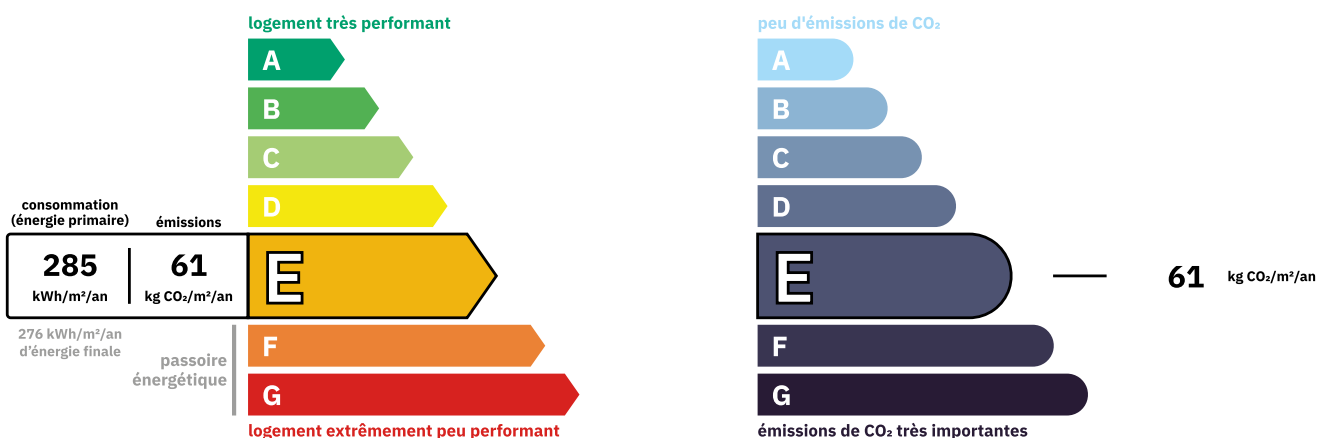 logement très performant
A
B
C
D
consommation
(énergie primaire)
émissions
285
kWh/m²/an
61
kg CO₂/m²/an
E
276 kWh/m²/an
d'énergie finale
passoire
énergétique
F
G
logement extrêmement peu performant
peu d'émissions de CO₂
A
B
C
D
E
61 kg CO₂/m²/an
F
G
émissions de CO₂ très importantes